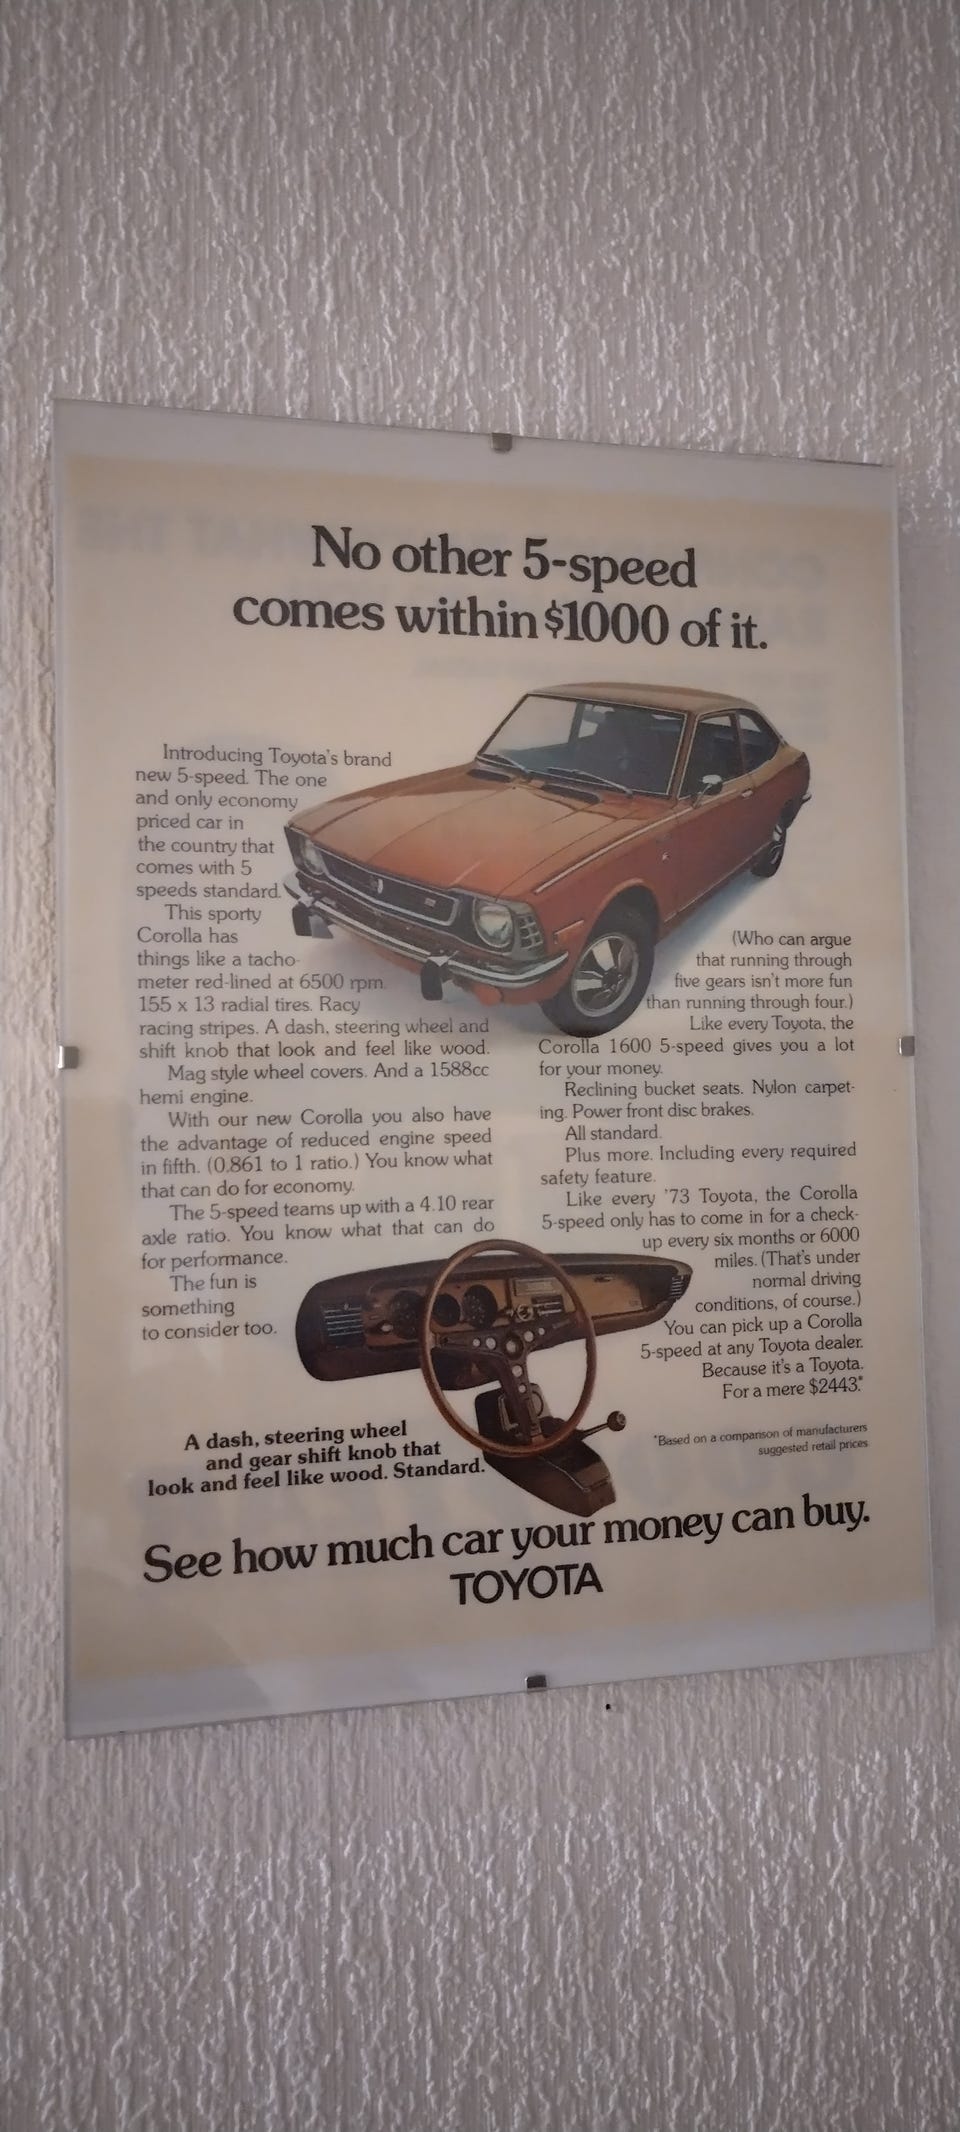 No other 5-speed
comes within $1000 of it.
Introducing Toyota's brand
new 5-speed. The one
and only economy
priced car in
the country that
comes with 5
speeds standard.
This sporty
Corolla has
things like a tacho-
meter red-lined at 6500 rpm.
155 x 13 radial tires. Racy
racing stripes. A dash, steering wheel and
shift knob that look and feel like wood.
Mag style wheel covers. And a 1588cc
hemi engine.
With our new Corolla you also have
the advantage of reduced engine speed
in fifth. (0.861 to 1 ratio.) You know what
that can do for economy.
The 5-speed teams up with a 4.10 rear
axle ratio. You know what that can do
for performance.
The fun is
something
to consider too.
(Who can argue
that running through
five gears isn't more fun
than running through four.)
Like every Toyota, the
Corolla 1600 5-speed gives you a lot
for your money.
Reclining bucket seats. Nylon carpet-
ing. Power front disc brakes.
All standard.
Plus more. Including every required
safety feature.
Like every '73 Toyota, the Corolla
5-speed only has to come in for a check-
up every six months or 6000
miles. (That's under
normal driving
conditions, of course.)
You can pick up a Corolla
5-speed at any Toyota dealer.
Because it's a Toyota.
For a mere $2443.*
*Based on a comparison of manufacturers
suggested retail prices
A dash, steering wheel
and gear shift knob that
look and feel like wood. Standard.
See how much car your money can buy.
TOYOTA